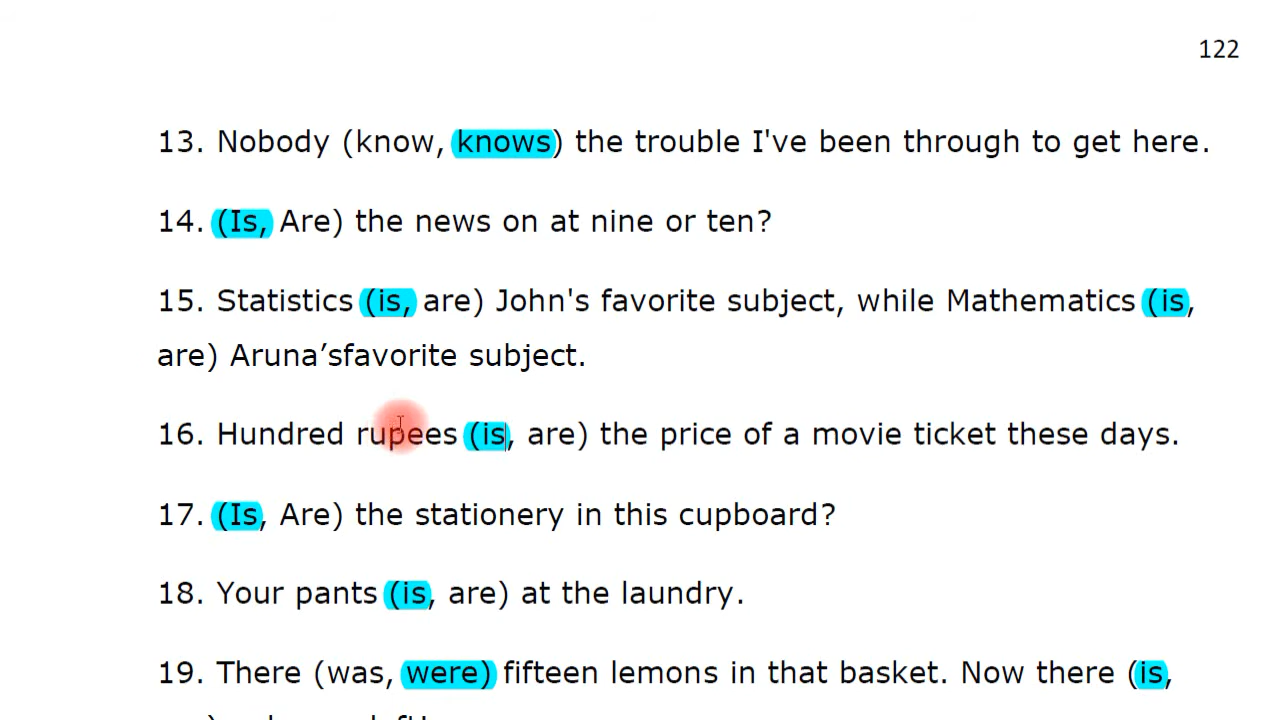 122
13. Nobody (know, knows) the trouble I've been through to get here.
14. (Is, Are) the news on at nine or ten?
15. Statistics (is, are) John's favorite subject, while Mathematics (is,
are) Aruna’sfavorite subject.
16. Hundred rupees (is, are) the price of a movie ticket these days.
17. (Is, Are) the stationery in this cupboard?
18. Your pants (is, are) at the laundry.
19. There (was, were) fifteen lemons in that basket. Now there (is,